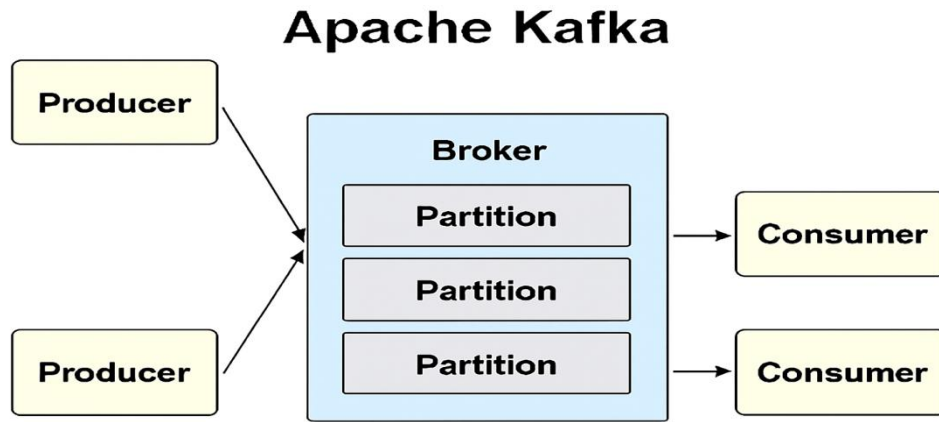 Apache Kafka
Producer
Producer
Broker
Partition
Partition
Partition
Consumer
Consumer